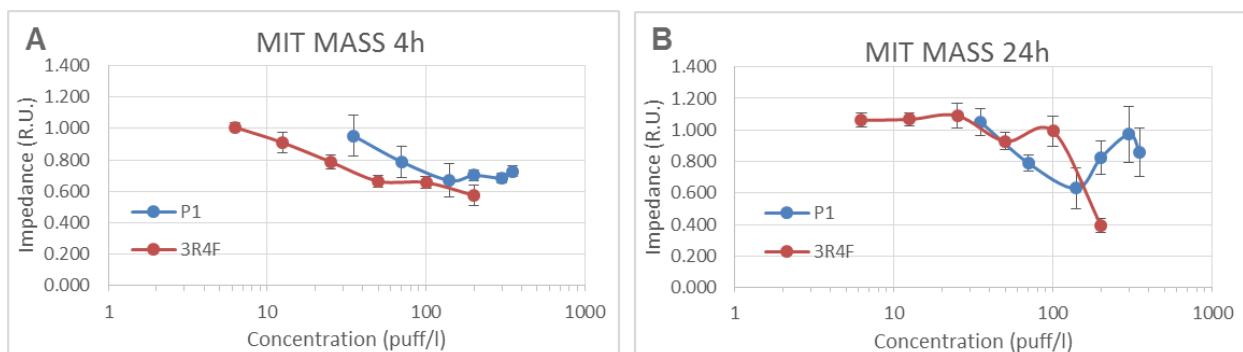 A
MIT MASS 4h
1.400
1.200
1.000
0.800
0.600
0.400
0.200
0.000
Impedance (R.U.)
P1
3R4F
1 10 100 1000
Concentration (puff/l)
B
MIT MASS 24h
1.400
1.200
1.000
0.800
0.600
0.400
0.200
0.000
Impedance (R.U.)
P1
3R4F
1 10 100 1000
Concentration (puff/l)